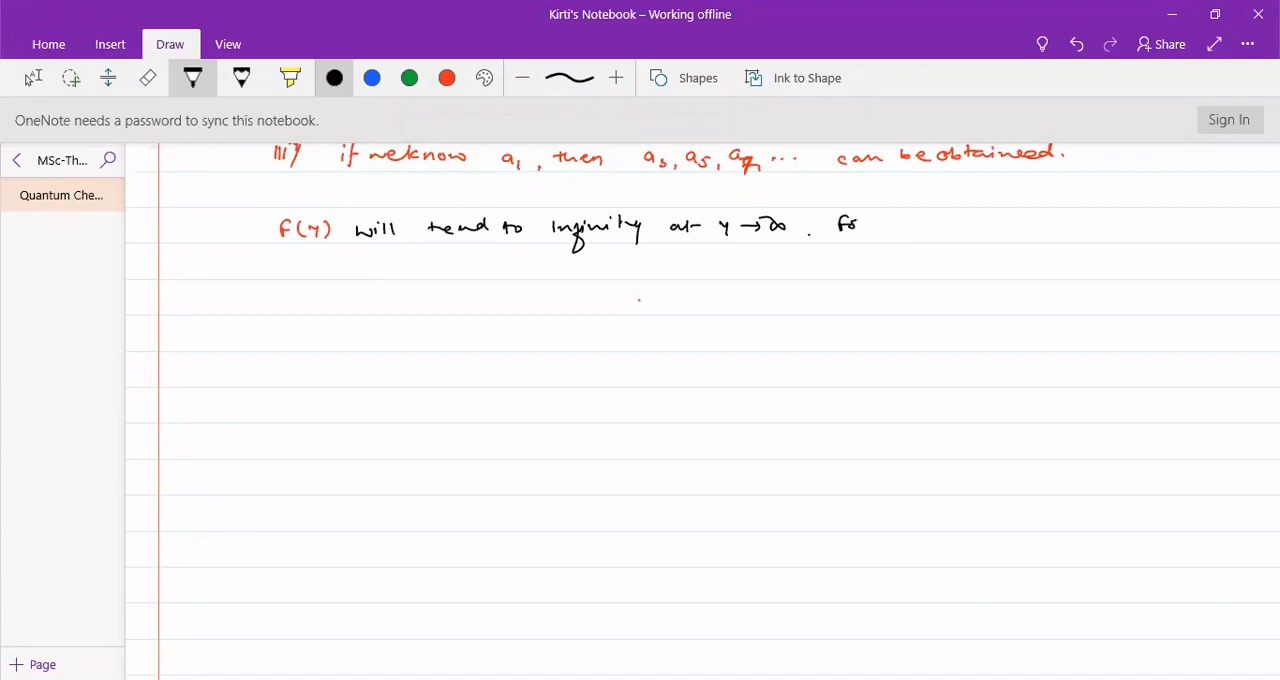 Kirti's Notebook – Working offline
Home Insert Draw View Share
Shapes Ink to Shape
OneNote needs a password to sync this notebook. Sign In
MSc-Th...
Quantum Che...
III) if we know a1, then a3, a5, a7, ... can be obtaineed.
F(y) will tend to Infinity at y → ∞. Fo
Page